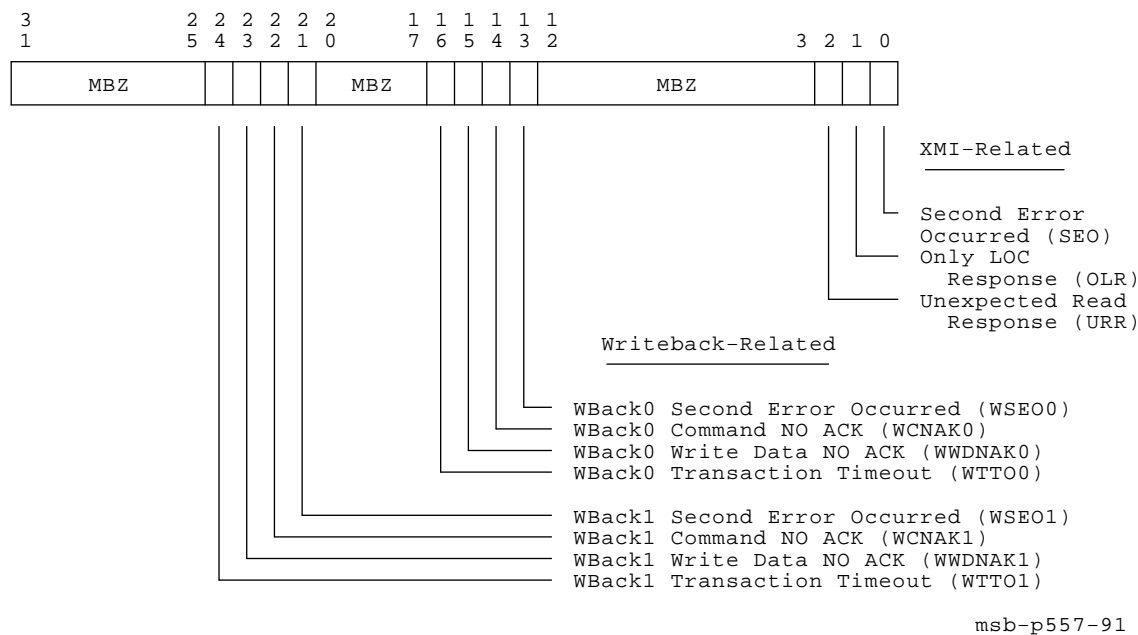 3 2 2 2 2 2 2 1 1 1 1 1 1
1 5 4 3 2 1 0 7 6 5 4 3 2 3 2 1 0
MBZ MBZ MBZ
XMI-Related
Second Error
Occurred (SEO)
Only LOC
Response (OLR)
Unexpected Read
Response (URR)
Writeback-Related
WBack0 Second Error Occurred (WSEO0)
WBack0 Command NO ACK (WCNAK0)
WBack0 Write Data NO ACK (WWDNAK0)
WBack0 Transaction Timeout (WTTO0)
WBack1 Second Error Occurred (WSEO1)
WBack1 Command NO ACK (WCNAK1)
WBack1 Write Data NO ACK (WWDNAK1)
WBack1 Transaction Timeout (WTTO1)
msb-p557-91